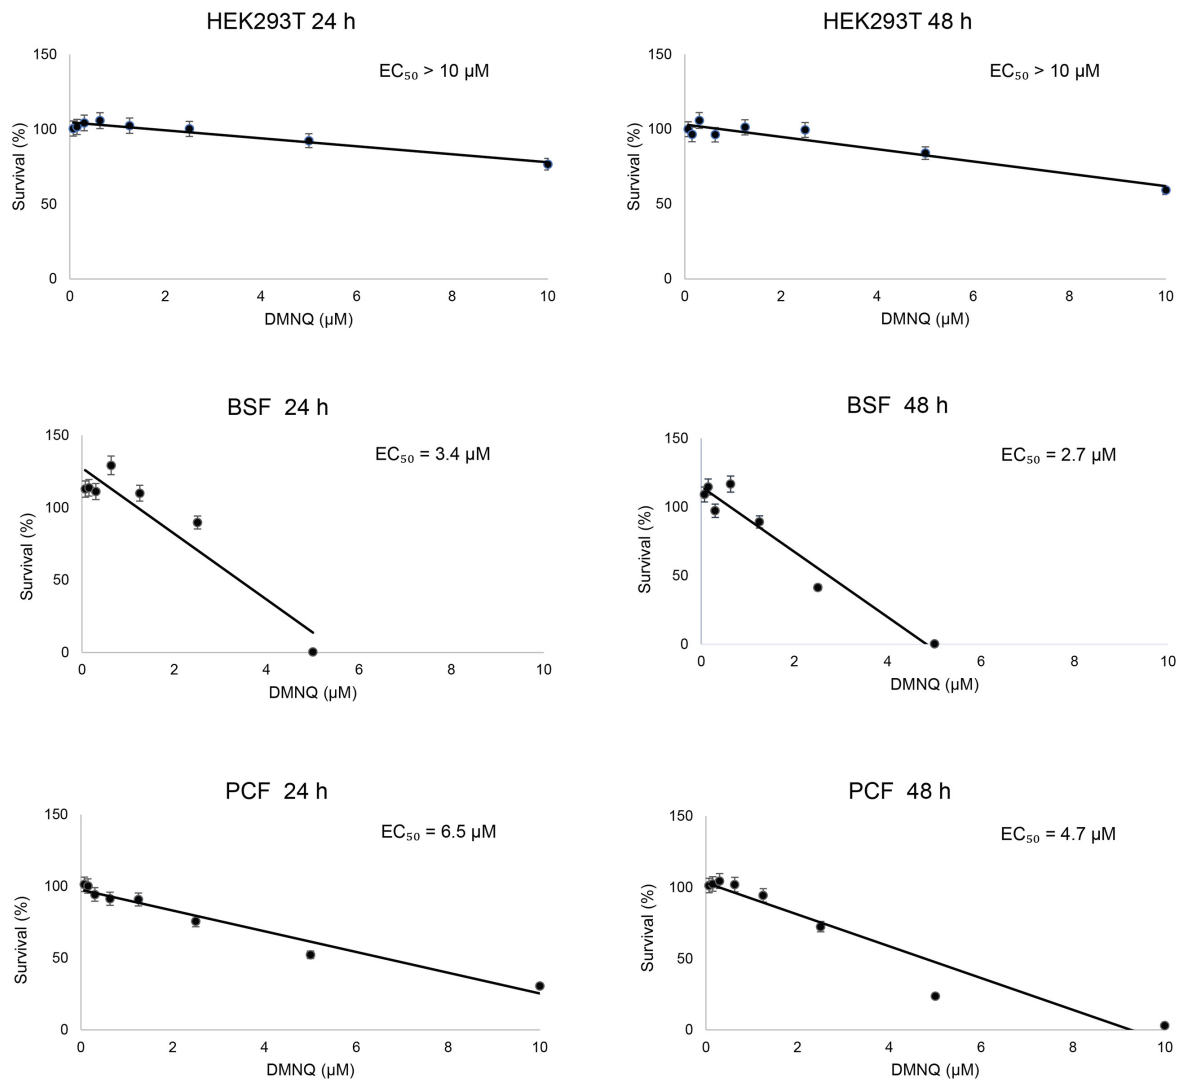 HEK293T 24 h
EC₅₀ > 10 µM
150
100
50
0
Survival (%)
0 2 4 6 8 10
DMNQ (µM)
HEK293T 48 h
EC₅₀ > 10 µM
150
100
50
0
Survival (%)
0 2 4 6 8 10
DMNQ (µM)
BSF 24 h
EC₅₀ = 3.4 µM
150
100
50
0
Survival (%)
0 2 4 6 8 10
DMNQ (µM)
BSF 48 h
EC₅₀ = 2.7 µM
150
100
50
0
Survival (%)
0 2 4 6 8 10
DMNQ (µM)
PCF 24 h
EC₅₀ = 6.5 µM
150
100
50
0
Survival (%)
0 2 4 6 8 10
DMNQ (µM)
PCF 48 h
EC₅₀ = 4.7 µM
150
100
50
0
Survival (%)
0 2 4 6 8 10
DMNQ (µM)